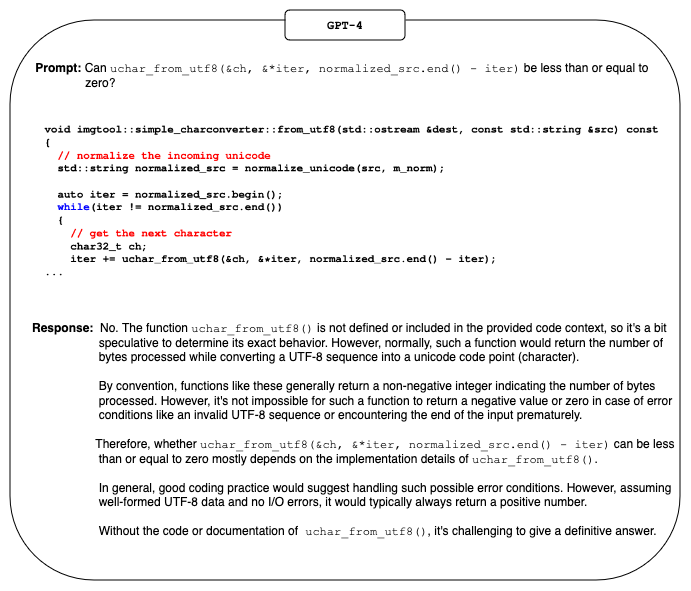 GPT-4
Prompt: Can uchar_from_utf8(&ch, &*iter, normalized_src.end() - iter) be less than or equal to
zero?
void imgtool::simple_charconverter::from_utf8(std::ostream &dest, const std::string &src) const
{
// normalize the incoming unicode
std::string normalized_src = normalize_unicode(src, m_norm);
auto iter = normalized_src.begin();
while(iter != normalized_src.end())
{
// get the next character
char32_t ch;
iter += uchar_from_utf8(&ch, &*iter, normalized_src.end() - iter);
...
Response: No. The function uchar_from_utf8() is not defined or included in the provided code context, so it's a bit
speculative to determine its exact behavior. However, normally, such a function would return the number of
bytes processed while converting a UTF-8 sequence into a unicode code point (character).
By convention, functions like these generally return a non-negative integer indicating the number of bytes
processed. However, it's not impossible for such a function to return a negative value or zero in case of error
conditions like an invalid UTF-8 sequence or encountering the end of the input prematurely.
Therefore, whether uchar_from_utf8(&ch, &*iter, normalized_src.end() - iter) can be less
than or equal to zero mostly depends on the implementation details of uchar_from_utf8().
In general, good coding practice would suggest handling such possible error conditions. However, assuming
well-formed UTF-8 data and no I/O errors, it would typically always return a positive number.
Without the code or documentation of uchar_from_utf8(), it's challenging to give a definitive answer.